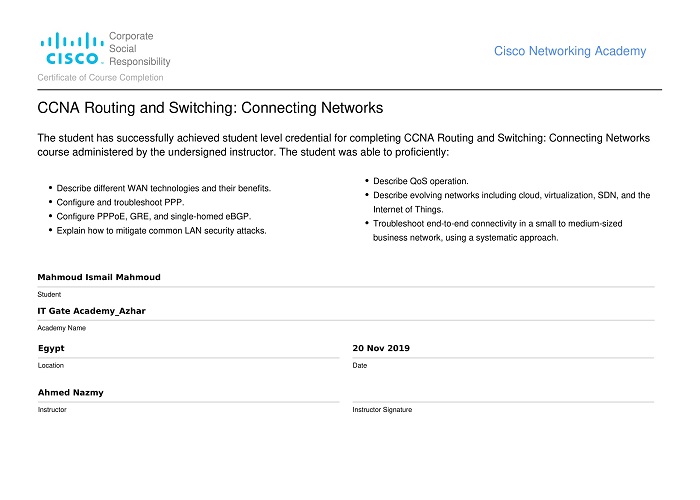 Corporate
Social
Responsibility
CISCO
Cisco Networking Academy
Certificate of Course Completion
CCNA Routing and Switching: Connecting Networks
The student has successfully achieved student level credential for completing CCNA Routing and Switching: Connecting Networks
course administered by the undersigned instructor. The student was able to proficiently:
• Describe different WAN technologies and their benefits.
• Configure and troubleshoot PPP.
• Configure PPPoE, GRE, and single-homed eBGP.
• Explain how to mitigate common LAN security attacks.
• Describe QoS operation.
• Describe evolving networks including cloud, virtualization, SDN, and the
Internet of Things.
• Troubleshoot end-to-end connectivity in a small to medium-sized
business network, using a systematic approach.
Mahmoud Ismail Mahmoud
Student
IT Gate Academy_Azhar
Academy Name
Egypt
Location
20 Nov 2019
Date
Ahmed Nazmy
Instructor
Instructor Signature